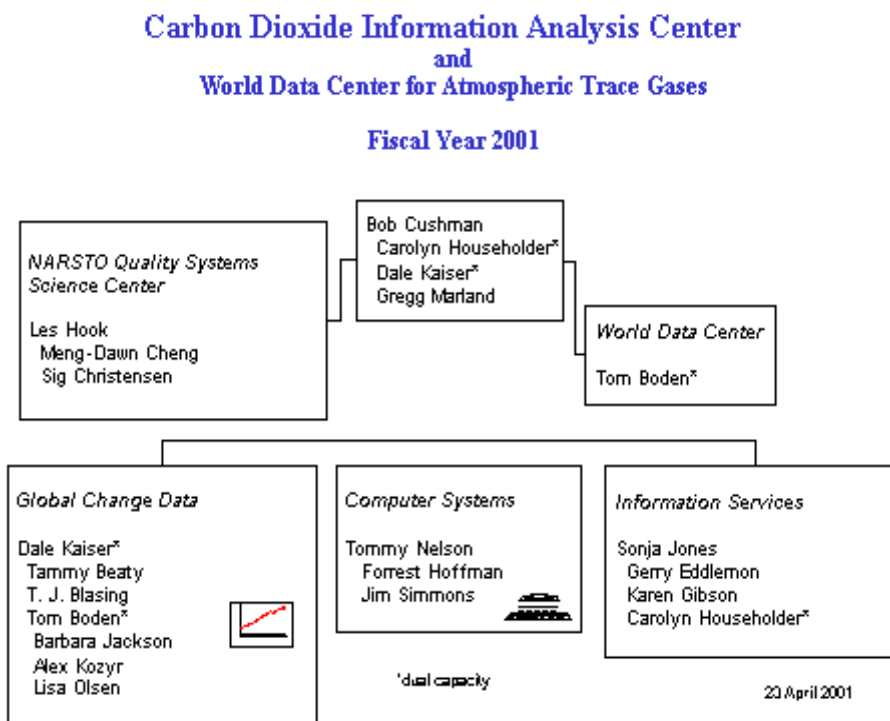 Carbon Dioxide Information Analysis Center
and
World Data Center for Atmospheric Trace Gases
Fiscal Year 2001
Bob Cushman
Carolyn Householder*
Dale Kaiser*
Gregg Marland
NARSTO Quality Systems
Science Center
Les Hook
Meng-Dawn Cheng
Sig Christensen
World Data Center
Tom Boden*
Global Change Data
Dale Kaiser*
Tammy Beaty
T. J. Blasing
Tom Boden*
Barbara Jackson
Alex Kozyr
Lisa Olsen
Computer Systems
Tommy Nelson
Forrest Hoffman
Jim Simmons
Information Services
Sonja Jones
Gerry Eddlemon
Karen Gibson
Carolyn Householder*
*dual capacity
23 April 2001